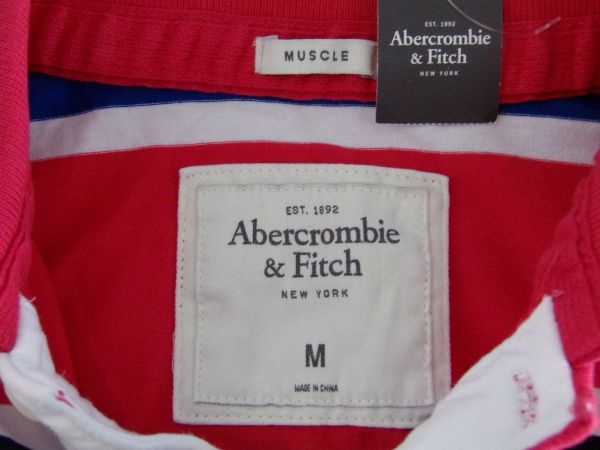 MUSCLE
EST. 1892
Abercrombie
& Fitch
NEW YORK
EST. 1892
Abercrombie
& Fitch
NEW YORK
M
MADE IN CHINA